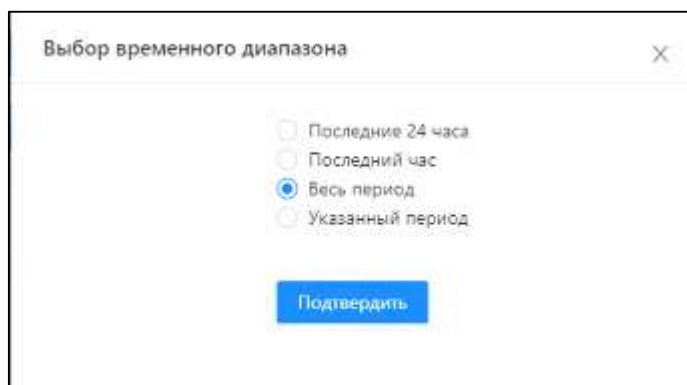 Выбор временного диапазона
Последние 24 часа
Последний час
Весь период
Указанный период
Подтвердить